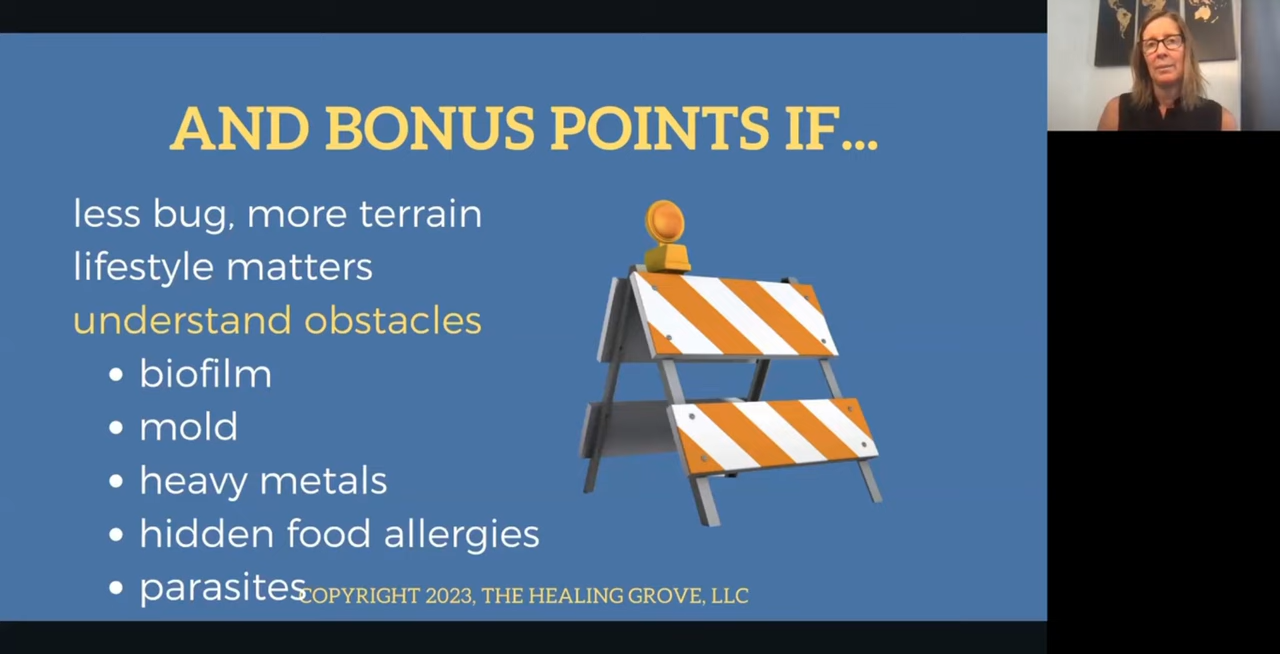 AND BONUS POINTS IF...
less bug, more terrain
lifestyle matters
understand obstacles
• biofilm
• mold
• heavy metals
• hidden food allergies
• parasites
COPYRIGHT 2023, THE HEALING GROVE, LLC